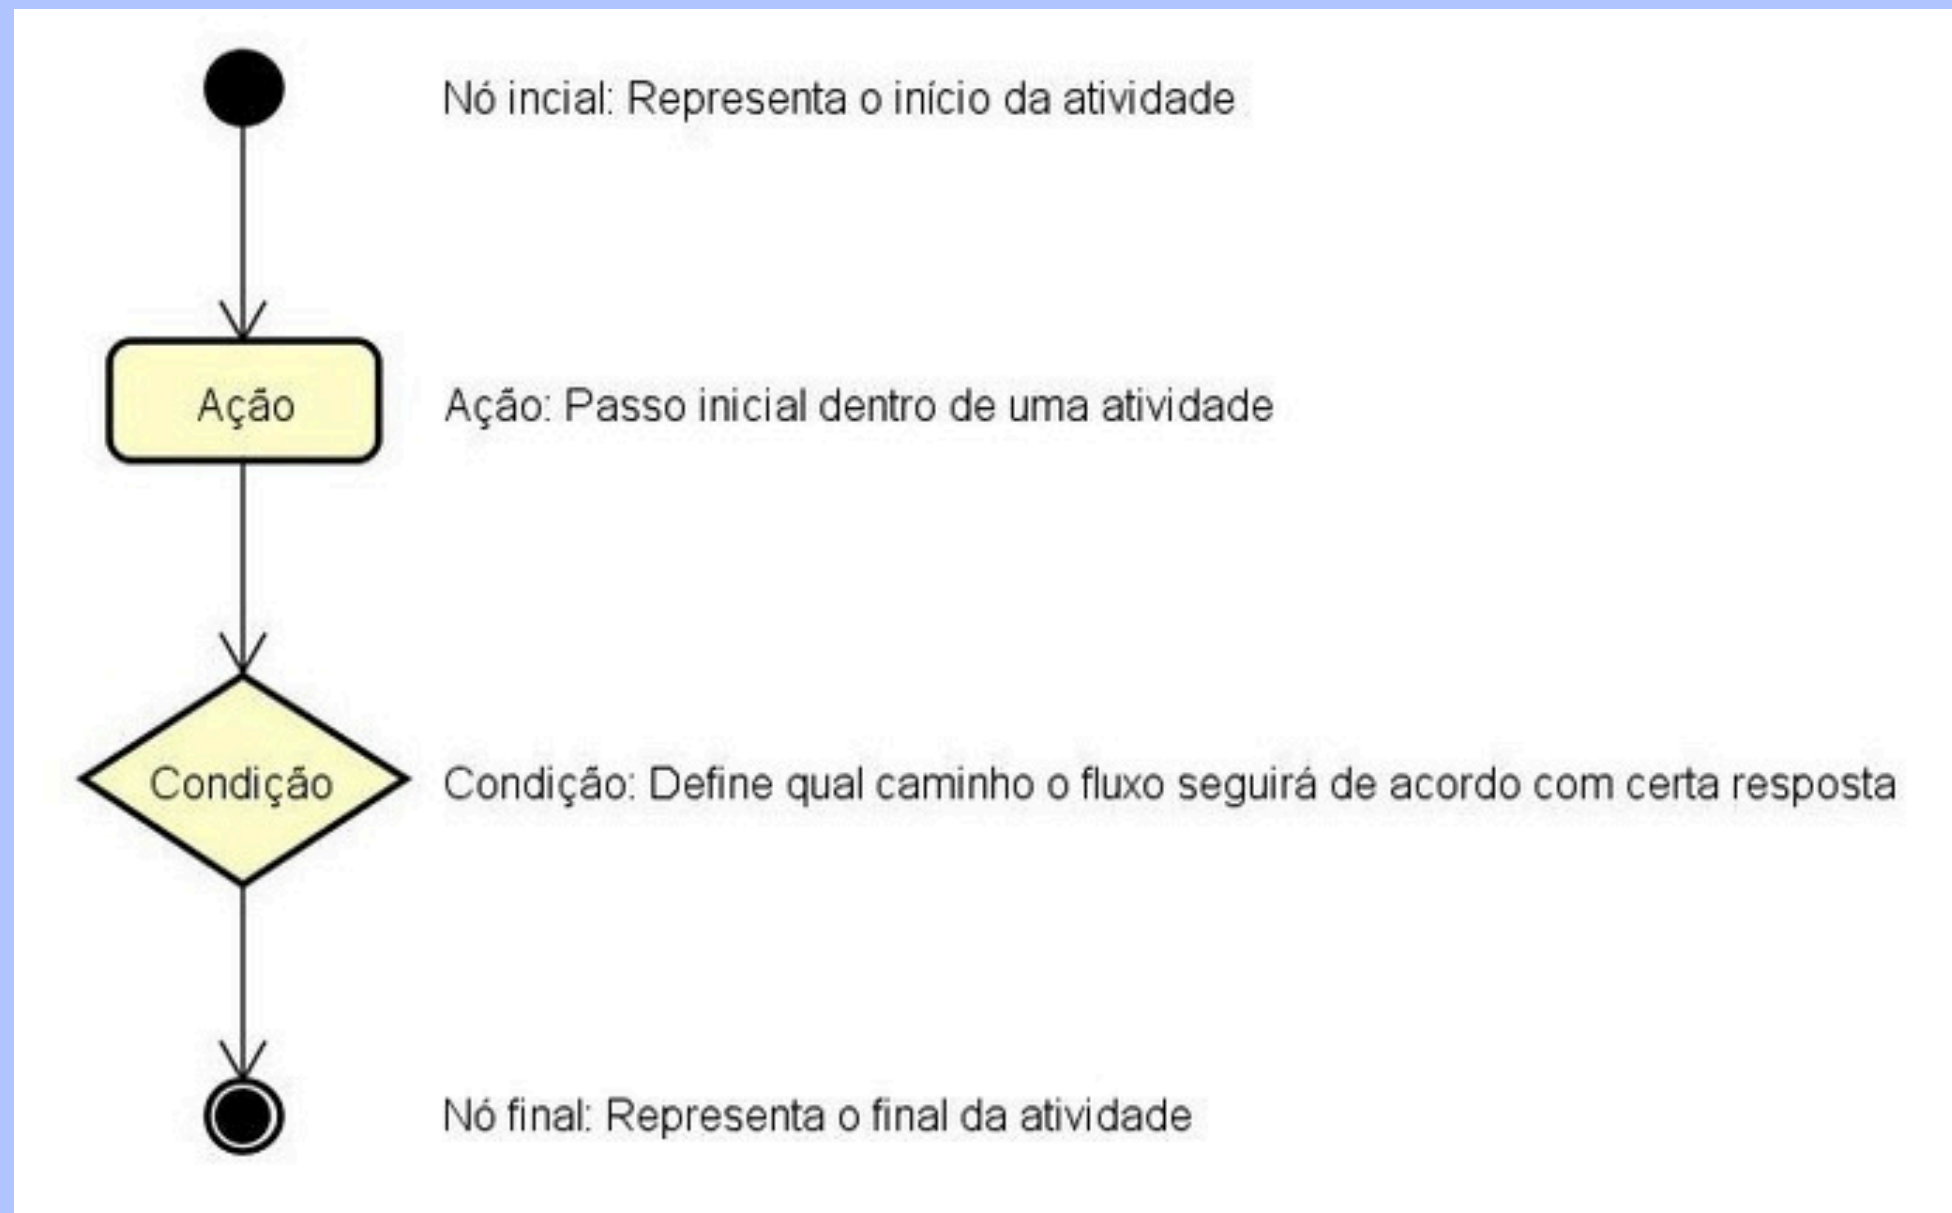 Nó incial: Representa o início da atividade
Ação
Ação: Passo inicial dentro de uma atividade
Condição
Condição: Define qual caminho o fluxo seguirá de acordo com certa resposta
Nó final: Representa o final da atividade